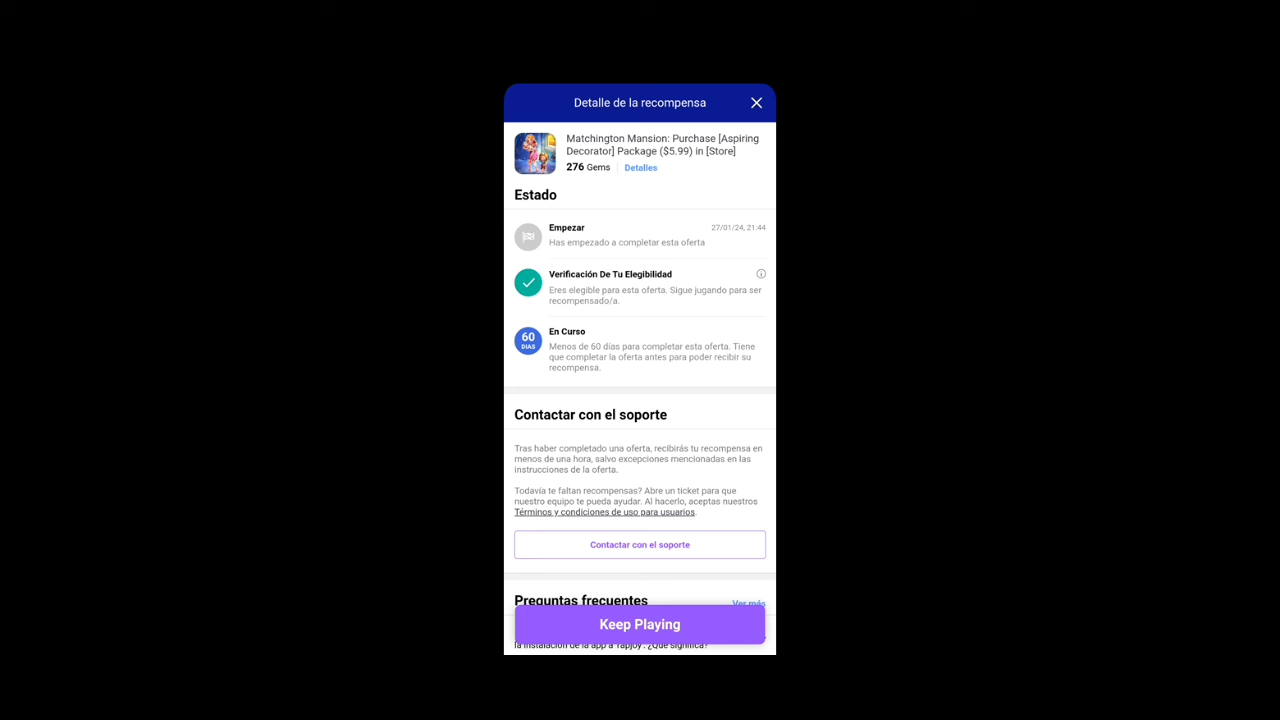 Detalle de la recompensa
Matchington Mansion: Purchase [Aspiring
Decorator] Package ($5.99) in [Store]
276 Gems Detalles
Estado
Empezar 27/01/24, 21:44
Has empezado a completar esta oferta
Verificación De Tu Elegibilidad
Eres elegible para esta oferta. Sigue jugando para ser
recompensado/a.
60
DIAS
En Curso
Menos de 60 días para completar esta oferta. Tiene
que completar la oferta antes para poder recibir su
recompensa.
Contactar con el soporte
Tras haber completado una oferta, recibirás tu recompensa en
menos de una hora, salvo excepciones mencionadas en las
instrucciones de la oferta.
Todavía te faltan recompensas? Abre un ticket para que
nuestro equipo te pueda ayudar. Al hacerlo, aceptas nuestros
Términos y condiciones de uso para usuarios.
Contactar con el soporte
Preguntas frecuentes Ver más
Keep Playing
la instalación de la app a Tapjoy". ¿Qué significa?